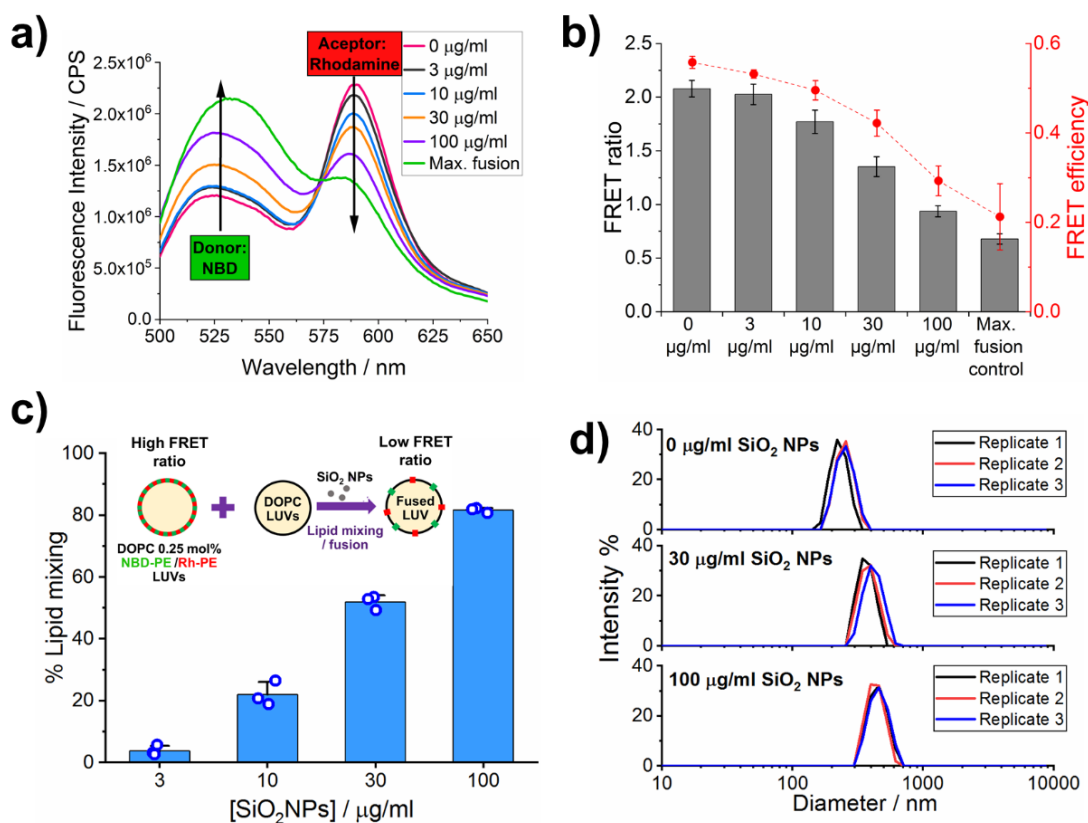 a)
Fluorescence Intensity / CPS
2.5x10⁶
2.0x10⁶
1.5x10⁶
1.0x10⁶
5.0x10⁵
0.0
500
525
550
575
600
625
650
Wavelength / nm
Aceptor:
Rhodamine
Donor:
NBD
0 µg/ml
3 µg/ml
10 µg/ml
30 µg/ml
100 µg/ml
Max. fusion
b)
FRET ratio
2.5
2.0
1.5
1.0
0.5
0.0
0.6
0.4
0.2
0.0
FRET efficiency
0
µg/ml
3
µg/ml
10
µg/ml
30
µg/ml
100
µg/ml
Max.
fusion
control
c)
% Lipid mixing
100
80
60
40
20
0
3
10
30
100
[SiO₂NPs] / µg/ml
High FRET
ratio
DOPC 0.25 mol%
NBD-PE /Rh-PE
LUVs
DOPC
LUVs
SiO₂ NPs
Lipid mixing
/ fusion
Low FRET
ratio
Fused
LUV
d)
Intensity %
0 µg/ml SiO₂ NPs
Replicate 1
Replicate 2
Replicate 3
40
20
0
30 µg/ml SiO₂ NPs
Replicate 1
Replicate 2
Replicate 3
40
20
0
100 µg/ml SiO₂ NPs
Replicate 1
Replicate 2
Replicate 3
40
20
0
10
100
1000
10000
Diameter / nm